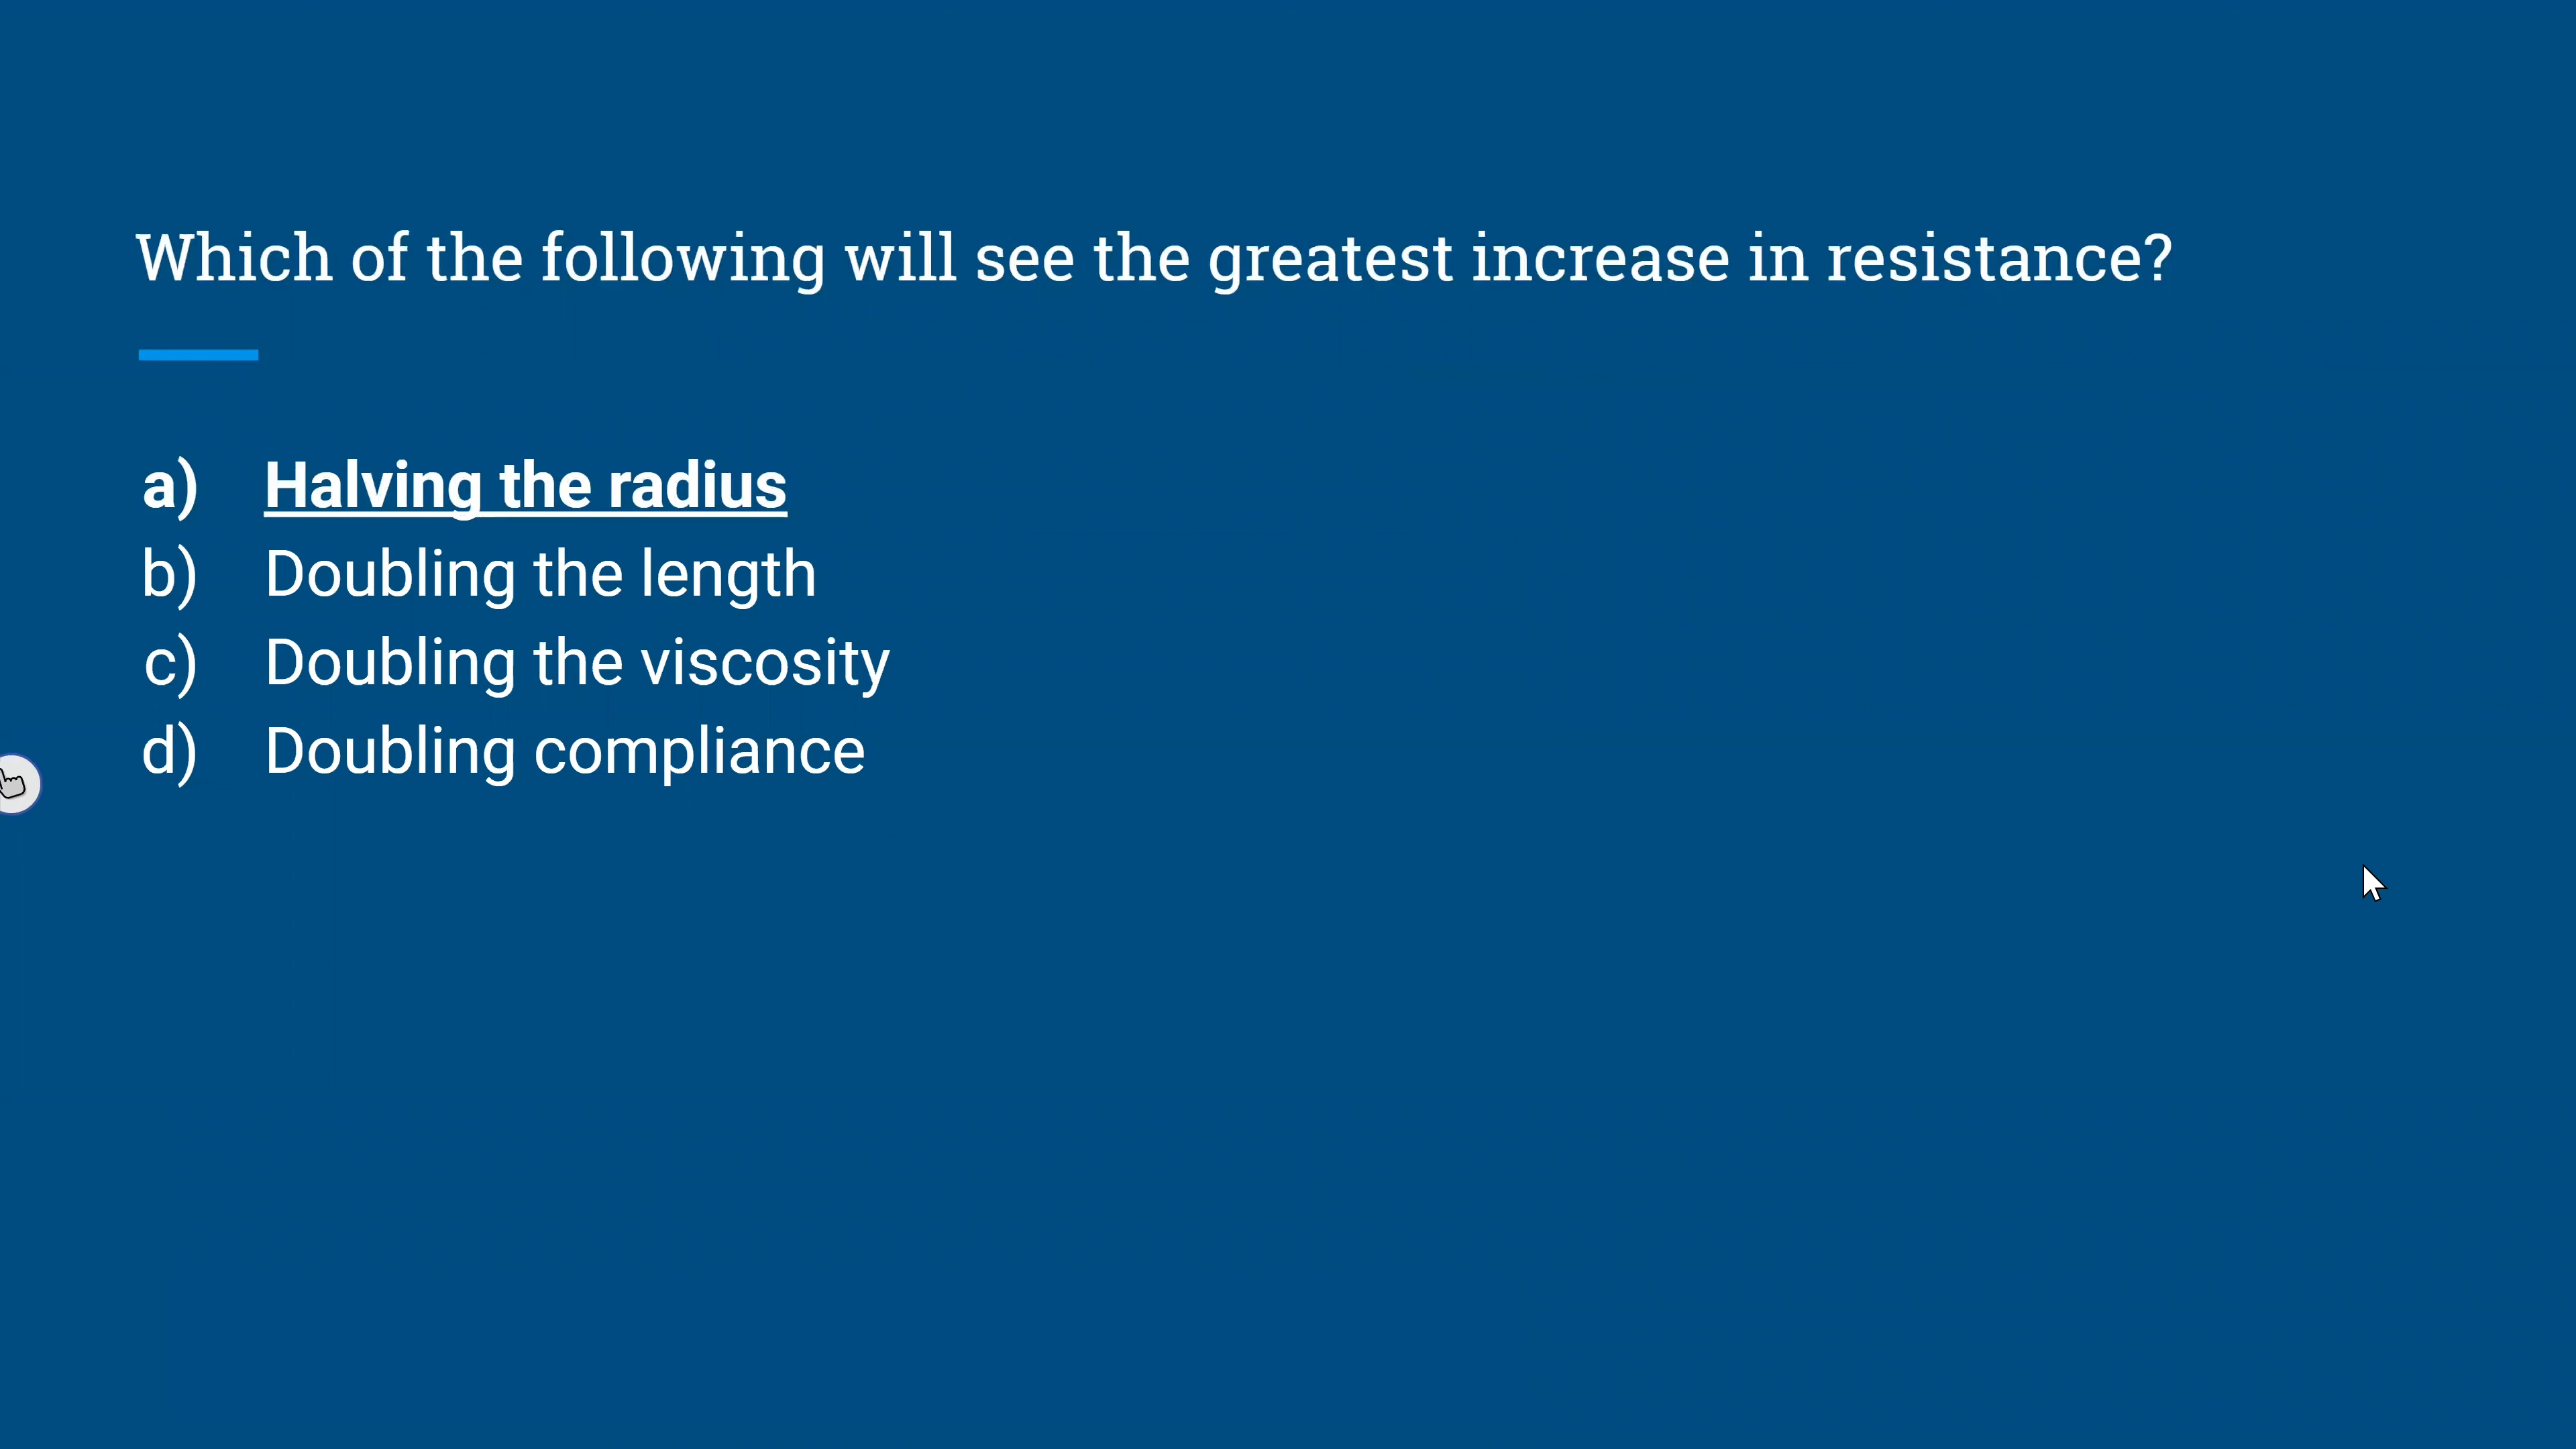 Which of the following will see the greatest increase in resistance?
a) Halving the radius
b) Doubling the length
c) Doubling the viscosity
d) Doubling compliance